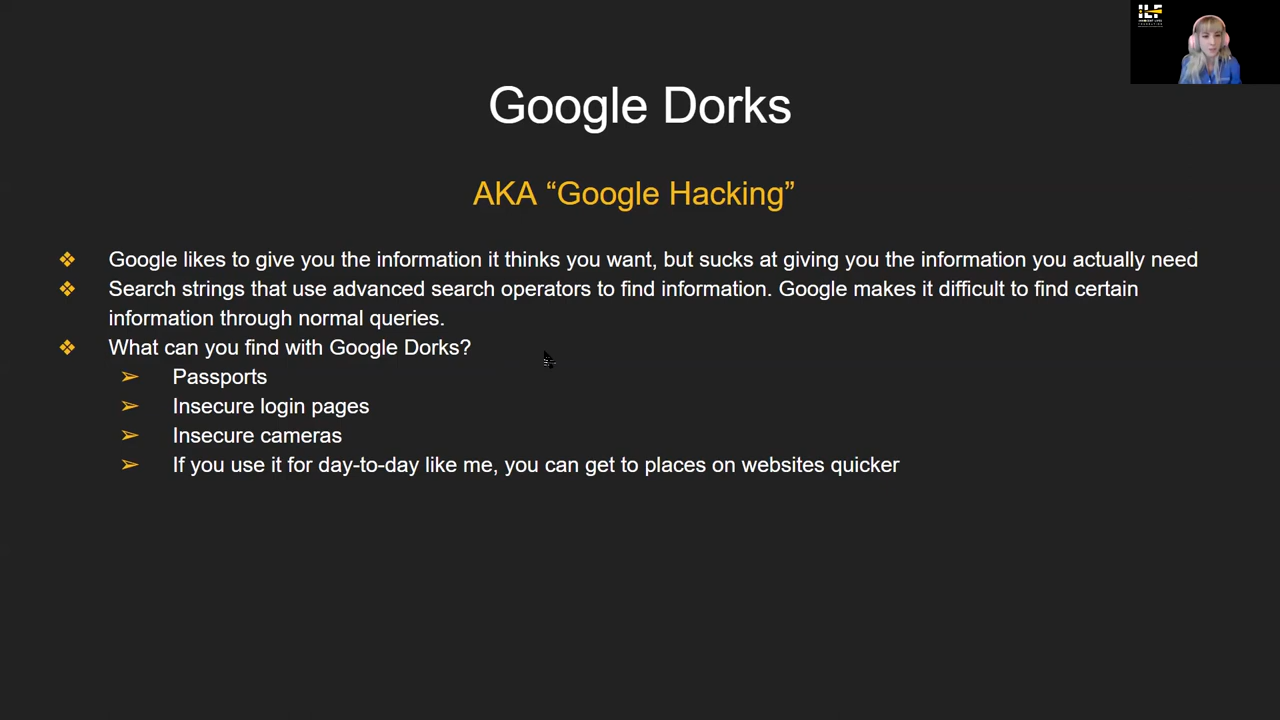 ILF
Google Dorks
AKA “Google Hacking”
❖ Google likes to give you the information it thinks you want, but sucks at giving you the information you actually need
❖ Search strings that use advanced search operators to find information. Google makes it difficult to find certain
information through normal queries.
❖ What can you find with Google Dorks?
➢ Passports
➢ Insecure login pages
➢ Insecure cameras
➢ If you use it for day-to-day like me, you can get to places on websites quicker